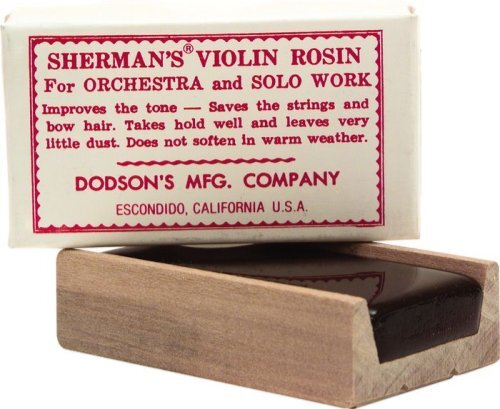 SHERMAN'S® VIOLIN ROSIN
For ORCHESTRA and SOLO WORK
Improves the tone — Saves the strings and
bow hair. Takes hold well and leaves very
little dust. Does not soften in warm weather.
DODSON'S MFG. COMPANY
ESCONDIDO, CALIFORNIA U.S.A.